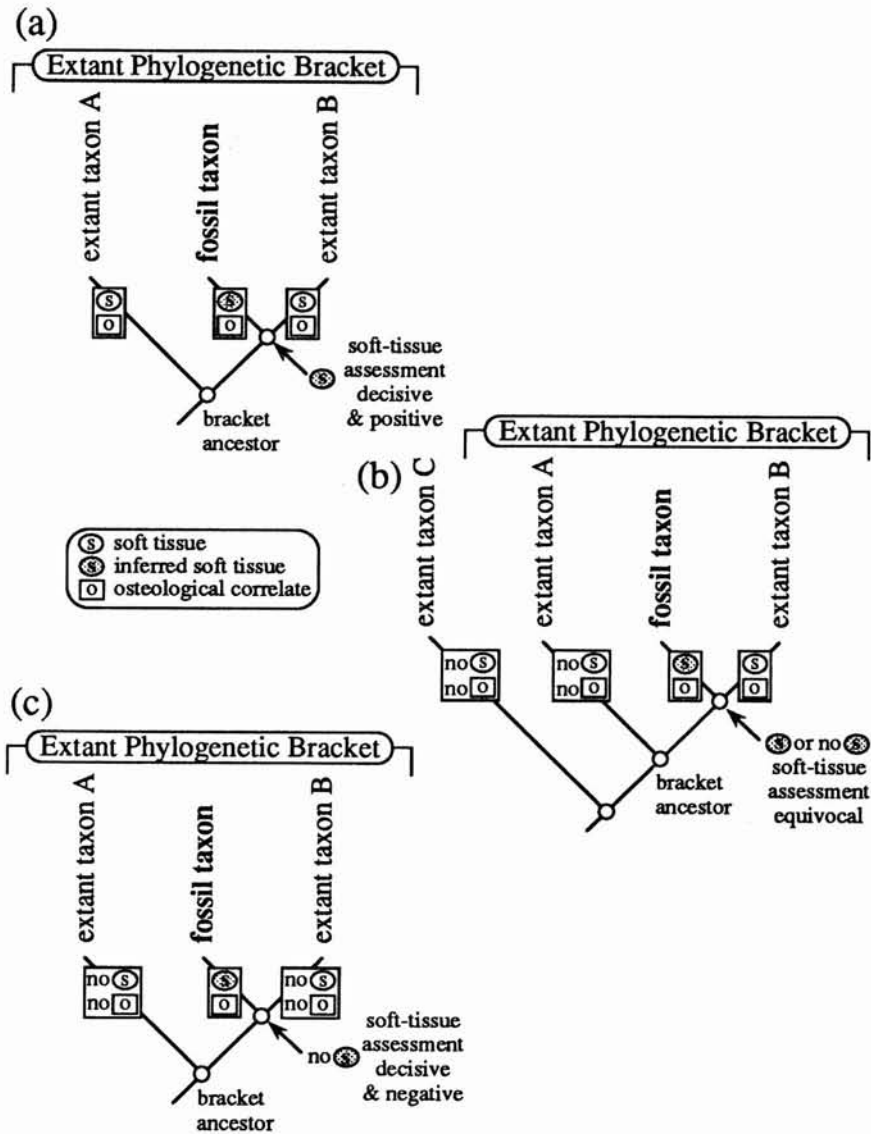 (a)
Extant Phylogenetic Bracket
extant taxon A
fossil taxon
extant taxon B
s
o
s
o
s
o
s
soft-tissue
assessment
decisive
& positive
bracket
ancestor
s soft tissue
s inferred soft tissue
o osteological correlate
(b)
Extant Phylogenetic Bracket
extant taxon C
extant taxon A
fossil taxon
extant taxon B
no s
no o
no s
no o
s
o
s
o
s or no s
soft-tissue
assessment
equivocal
bracket
ancestor
(c)
Extant Phylogenetic Bracket
extant taxon A
fossil taxon
extant taxon B
no s
no o
s
o
no s
no o
no s
soft-tissue
assessment
decisive
& negative
bracket
ancestor